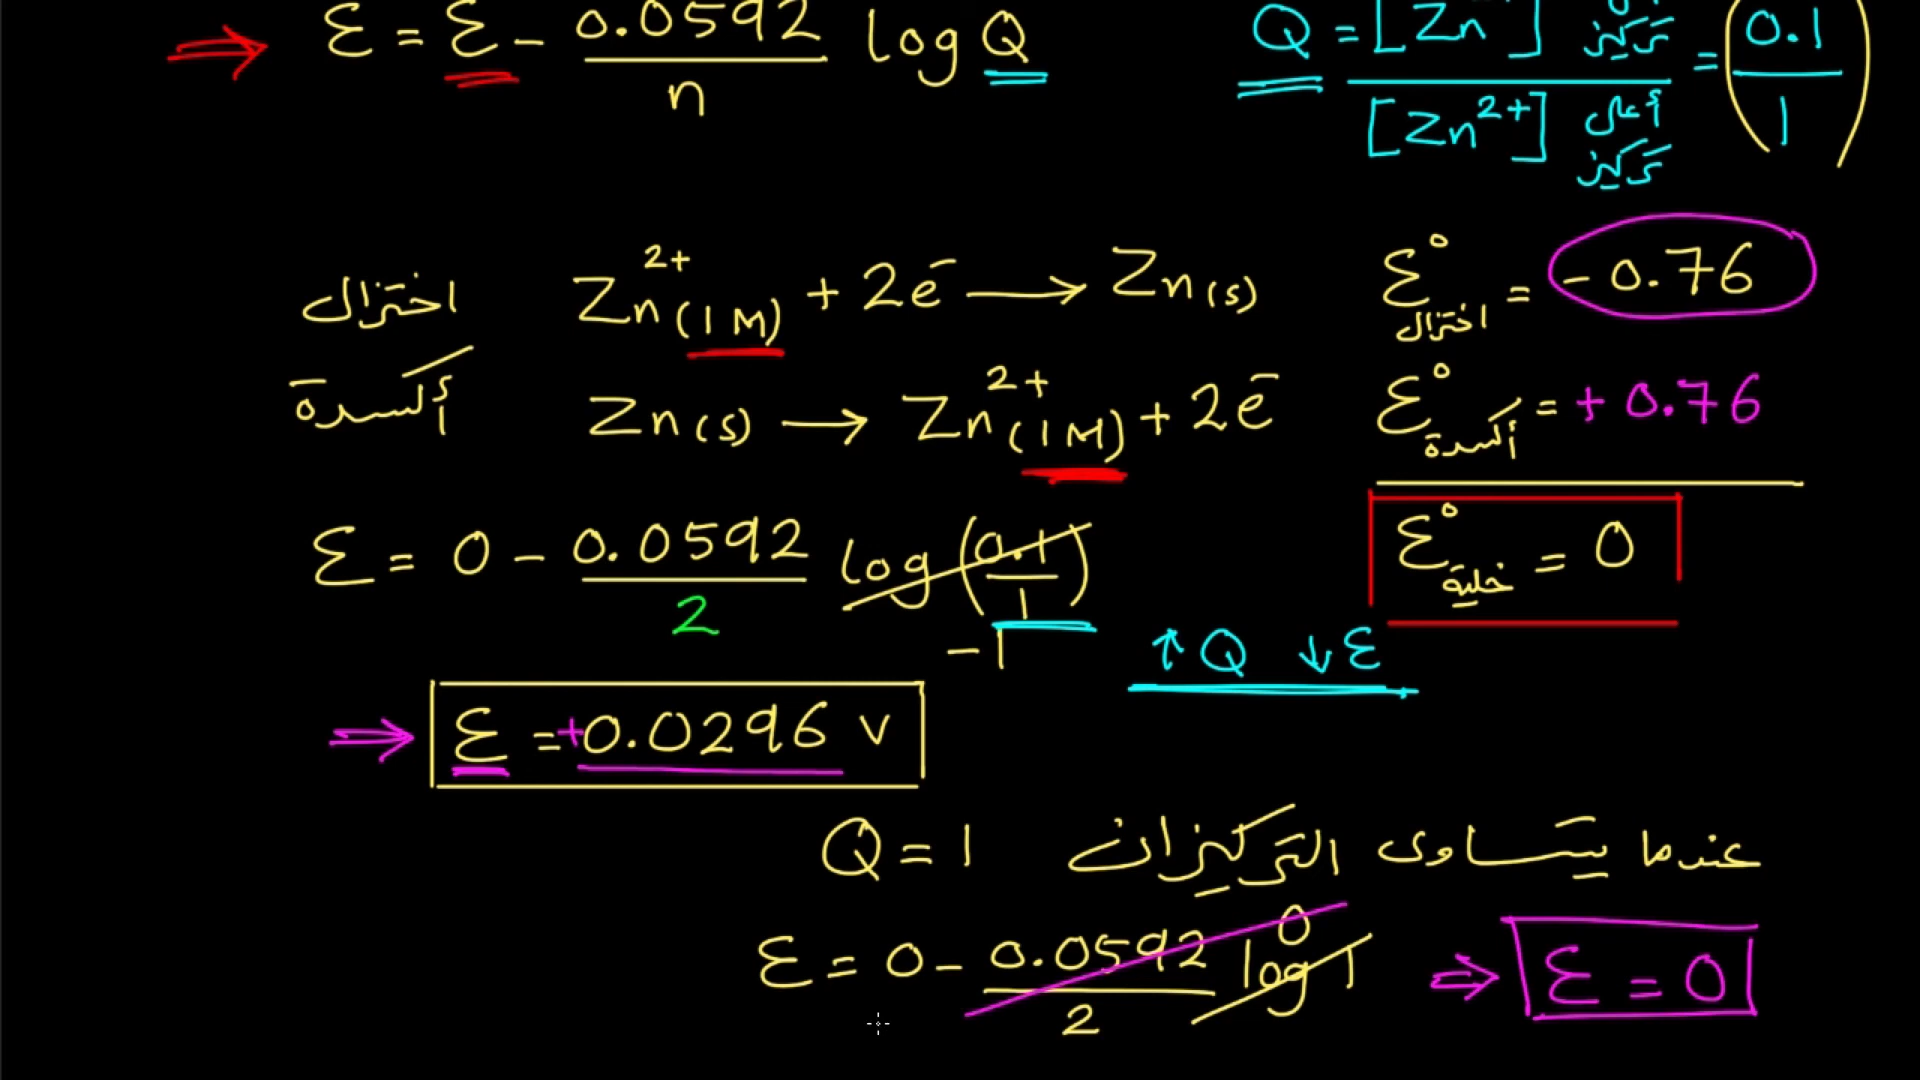 ε = ε - 0.0592/n log Q
Q = [Zn ] تركيز / [Zn²⁺] أعلى تركيز = (0.1/1)
اختزال Zn²⁺(1M) + 2e⁻ → Zn(s) ε° اختزال = -0.76
أكسدة Zn(s) → Zn²⁺(1M) + 2e⁻ ε° أكسدة = +0.76
ε = 0 - 0.0592/2 log (0.1/1) ε° خلية = 0
-1 ↑Q ↓ε
⇒ ε = +0.0296 v
عندما يتساوى التركيزان Q = 1
ε = 0 - 0.0592/2 log 1 0 ⇒ ε = 0